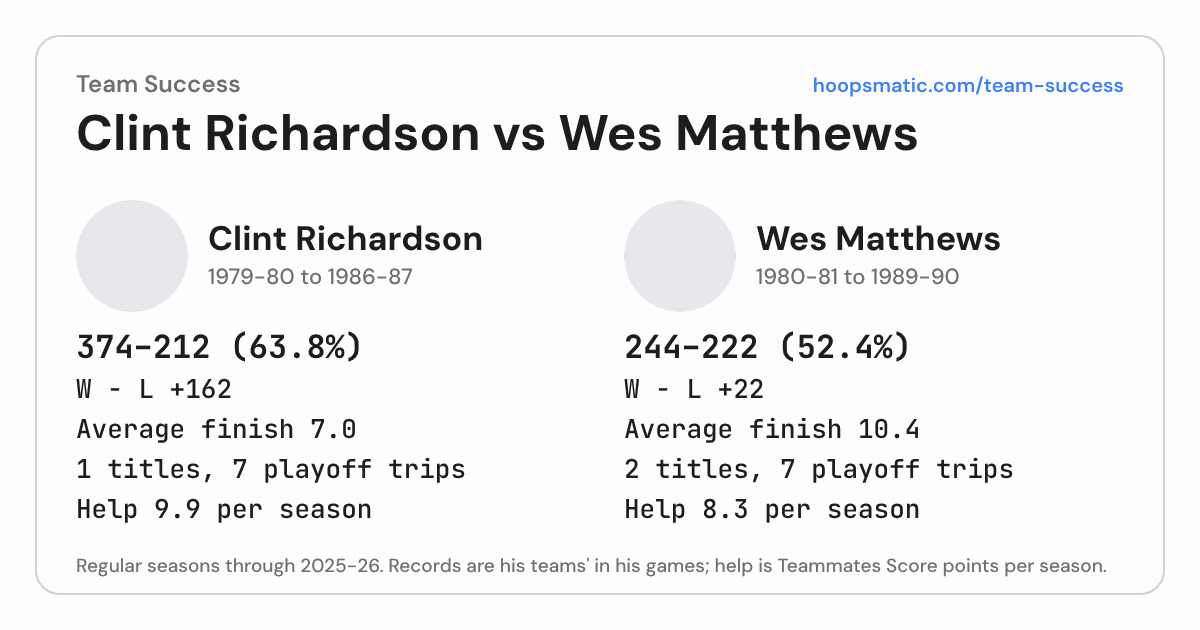 Team Success
hoopsmatic.com/team-success
Clint Richardson vs Wes Matthews
Clint Richardson
1979-80 to 1986-87
374-212 (63.8%)
W - L +162
Average finish 7.0
1 titles, 7 playoff trips
Help 9.9 per season
Wes Matthews
1980-81 to 1989-90
244-222 (52.4%)
W - L +22
Average finish 10.4
2 titles, 7 playoff trips
Help 8.3 per season
Regular seasons through 2025-26. Records are his teams' in his games; help is Teammates Score points per season.